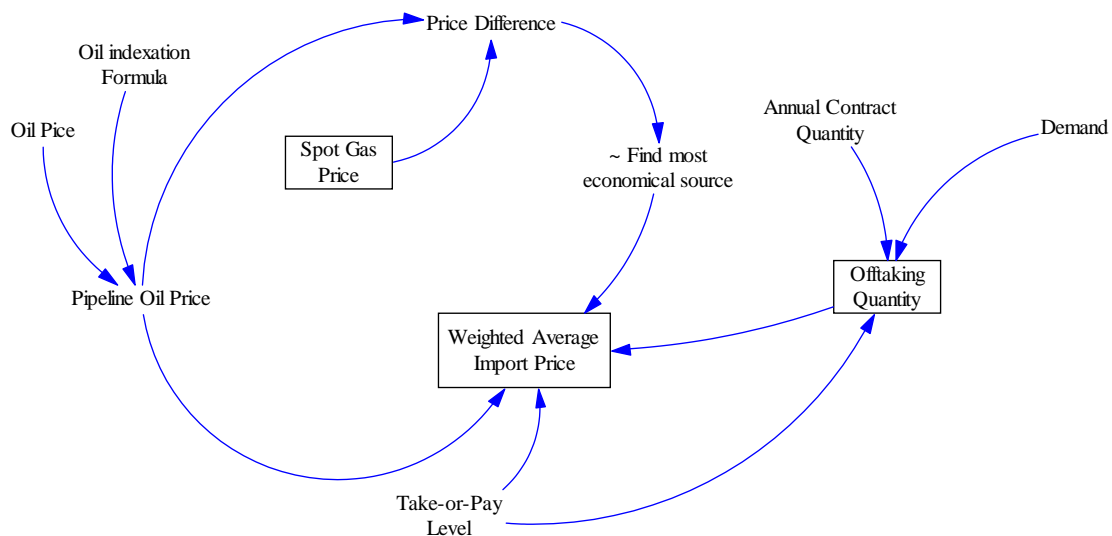 Price Difference
Oil indexation
Formula
Oil Pice
Spot Gas
Price
~ Find most
economical source
Annual Contract
Quantity
Demand
Pipeline Oil Price
Offtaking
Quantity
Weighted Average
Import Price
Take-or-Pay
Level